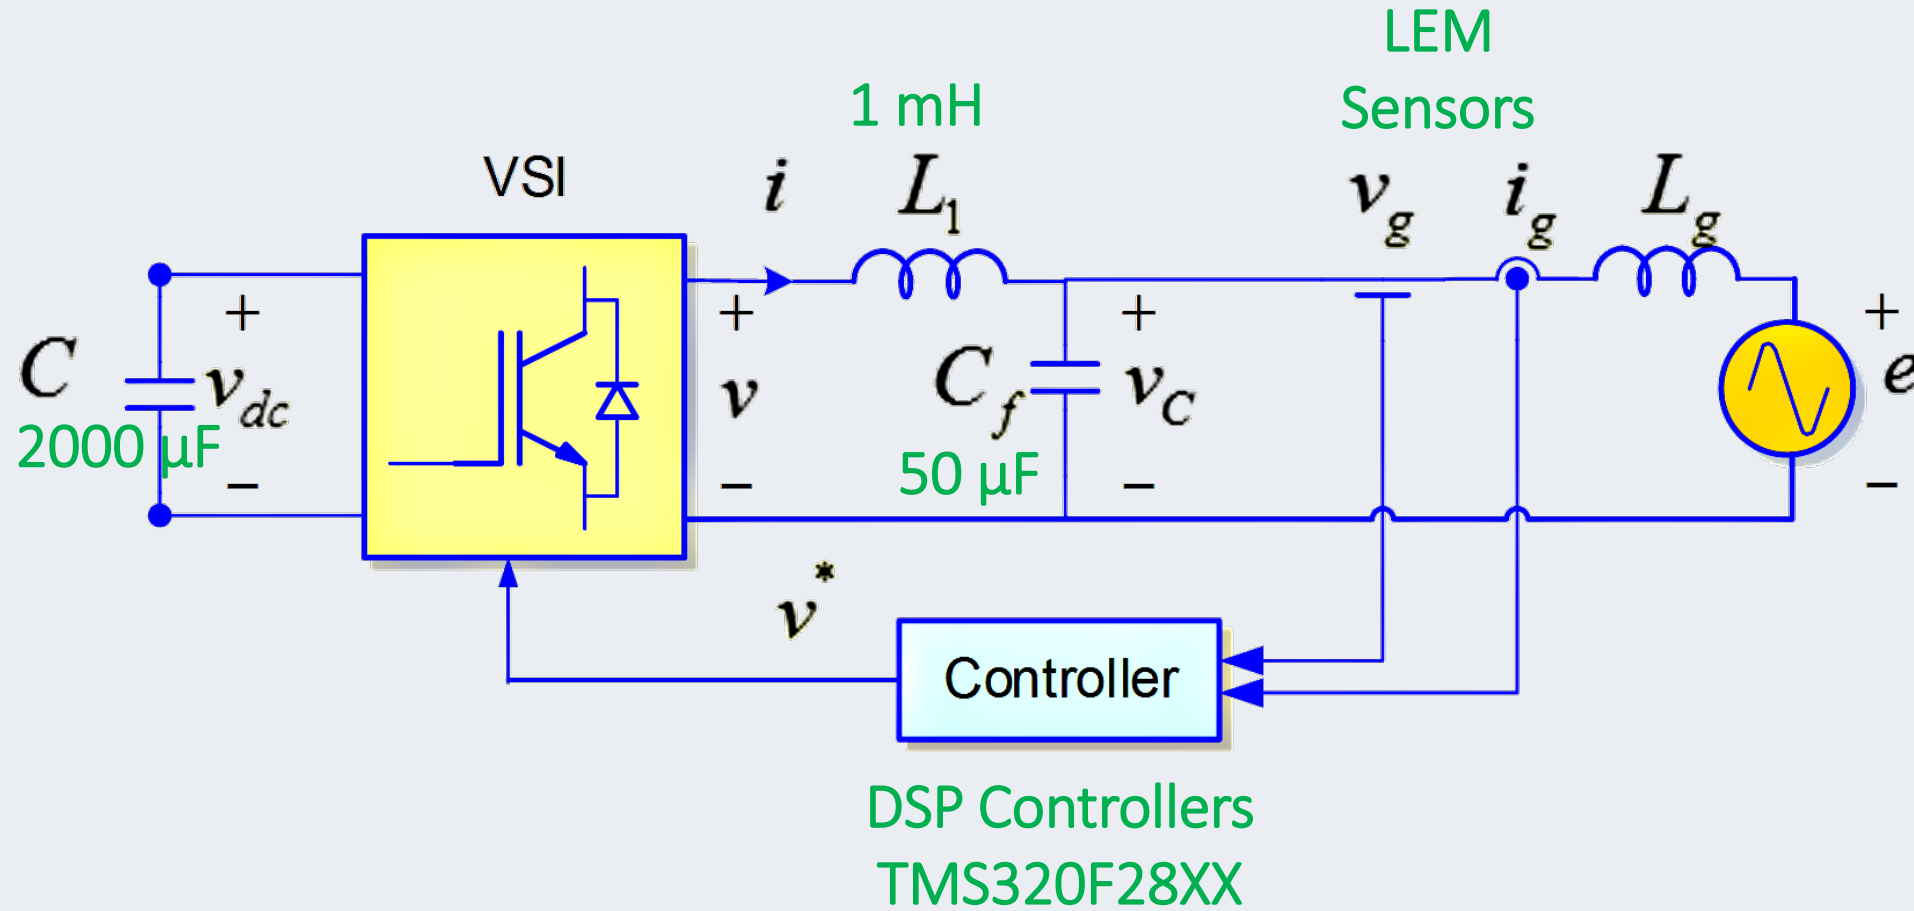 LEM
Sensors
1 mH
VSI
i
L1
vg
ig
Lg
+
+
+
+
C
vdc
v
Cf
vC
e
2000 μF
50 μF
−
−
−
−
v*
Controller
DSP Controllers
TMS320F28XX